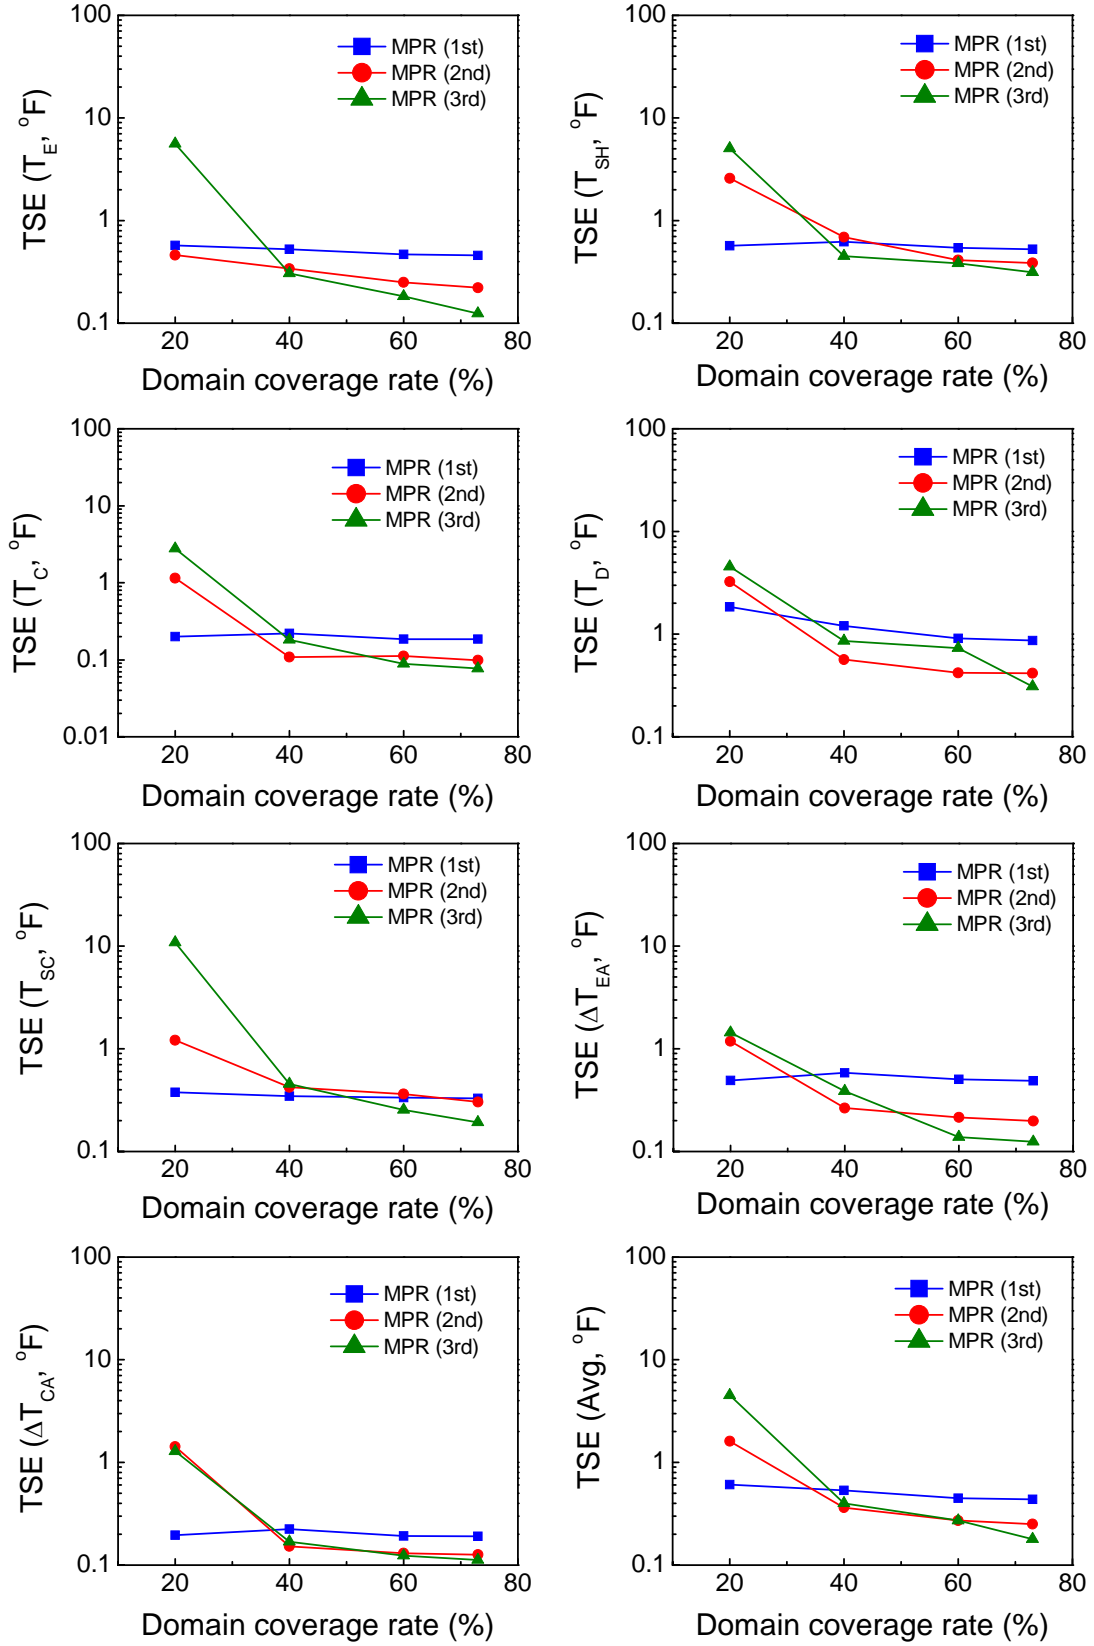 100
10
1
0.1
TSE (T_E, °F)
MPR (1st)
MPR (2nd)
MPR (3rd)
20 40 60 80
Domain coverage rate (%)
100
10
1
0.1
TSE (T_SH, °F)
MPR (1st)
MPR (2nd)
MPR (3rd)
20 40 60 80
Domain coverage rate (%)
100
10
1
0.1
0.01
TSE (T_C, °F)
MPR (1st)
MPR (2nd)
MPR (3rd)
20 40 60 80
Domain coverage rate (%)
100
10
1
0.1
TSE (T_D, °F)
MPR (1st)
MPR (2nd)
MPR (3rd)
20 40 60 80
Domain coverage rate (%)
100
10
1
0.1
TSE (T_SC, °F)
MPR (1st)
MPR (2nd)
MPR (3rd)
20 40 60 80
Domain coverage rate (%)
100
10
1
0.1
TSE (ΔT_EA, °F)
MPR (1st)
MPR (2nd)
MPR (3rd)
20 40 60 80
Domain coverage rate (%)
100
10
1
0.1
TSE (ΔT_CA, °F)
MPR (1st)
MPR (2nd)
MPR (3rd)
20 40 60 80
Domain coverage rate (%)
100
10
1
0.1
TSE (Avg, °F)
MPR (1st)
MPR (2nd)
MPR (3rd)
20 40 60 80
Domain coverage rate (%)